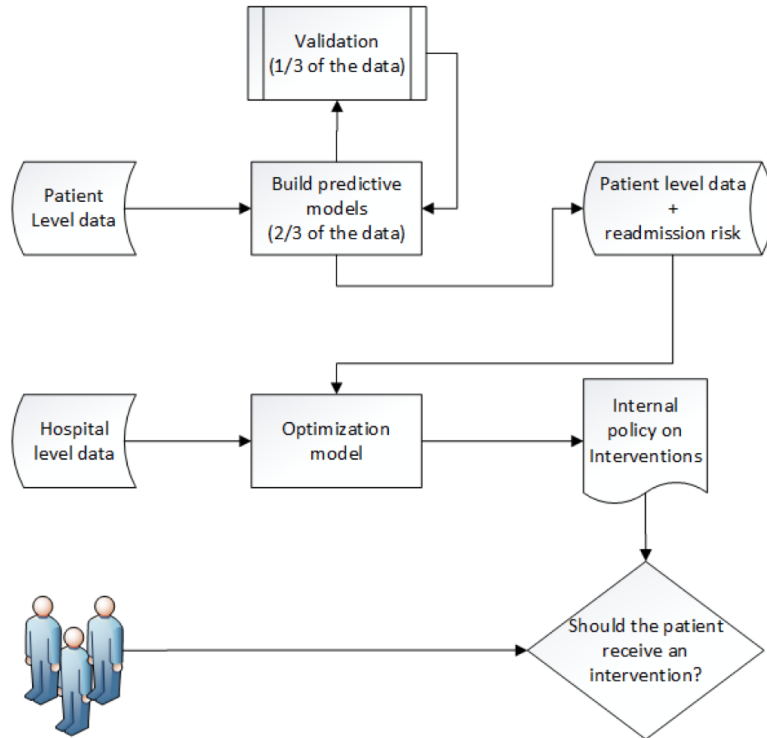 Validation
(1/3 of the data)
Patient
Level data
Build predictive
models
(2/3 of the data)
Patient level data
+
readmission risk
Hospital
level data
Optimization
model
Internal
policy on
Interventions
Should the patient
receive an
intervention?